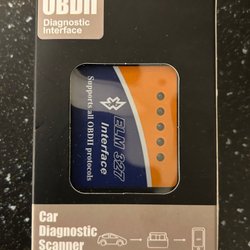 OBDII
Diagnostic
Interface
ELM 327
Interface
Supports all OBDII protocols
Car
Diagnostic
Scanner